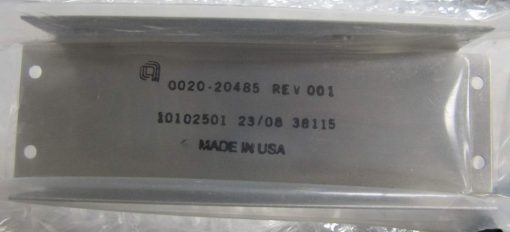 0020-20485 REV 001
10102501 23/08 38115
MADE IN USA